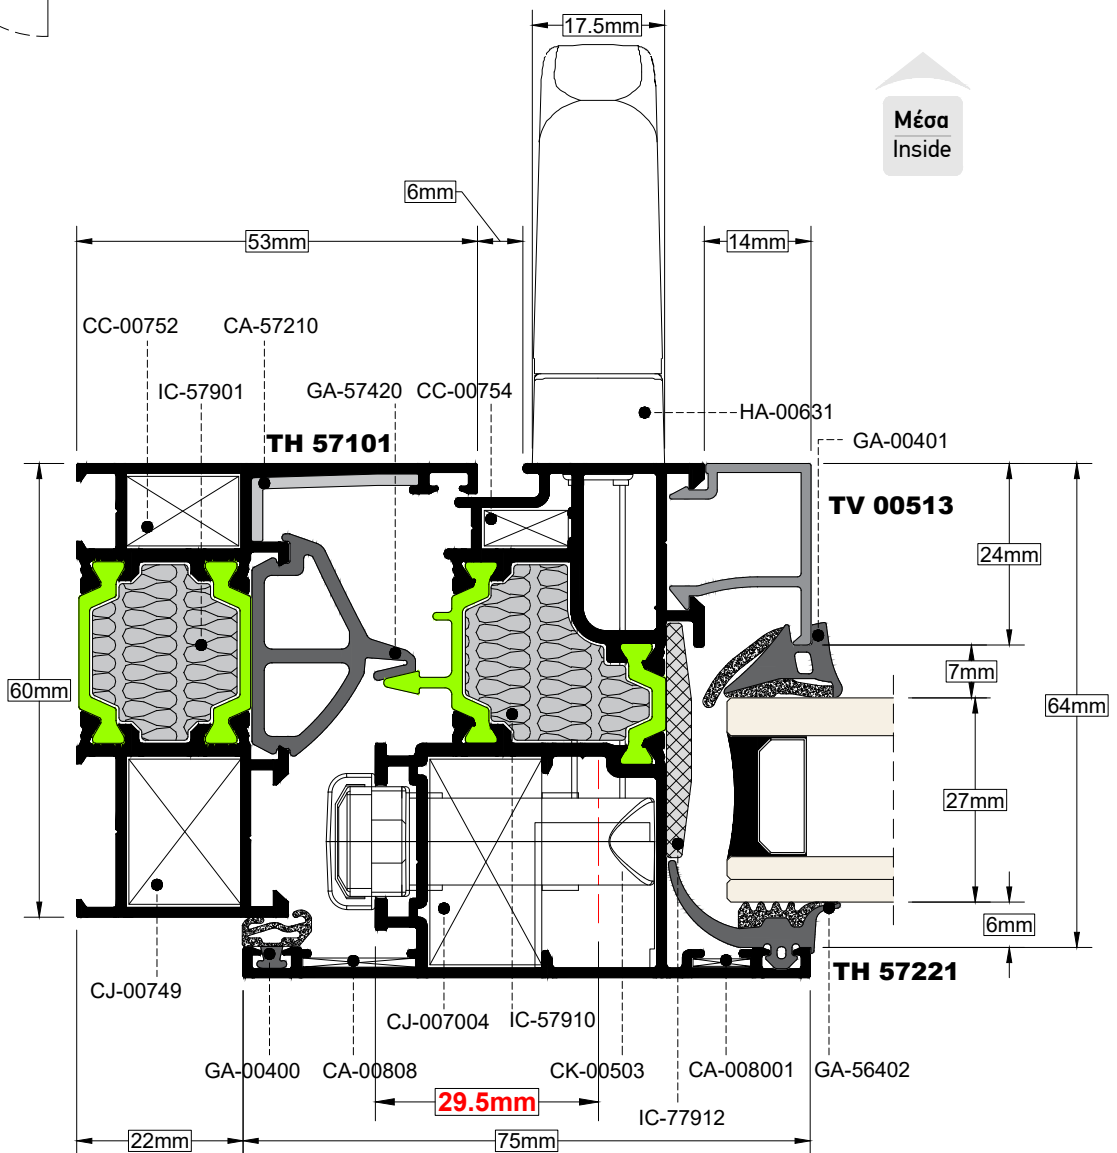 17.5mm
Μέσα
Inside
6mm
53mm
14mm
CC-00752
CA-57210
IC-57901
GA-57420
CC-00754
HA-00631
GA-00401
TH 57101
TV 00513
24mm
7mm
60mm
64mm
27mm
6mm
TH 57221
CJ-00749
CJ-007004
IC-57910
GA-00400
CA-00808
CK-00503
CA-008001
GA-56402
29.5mm
IC-77912
22mm
75mm